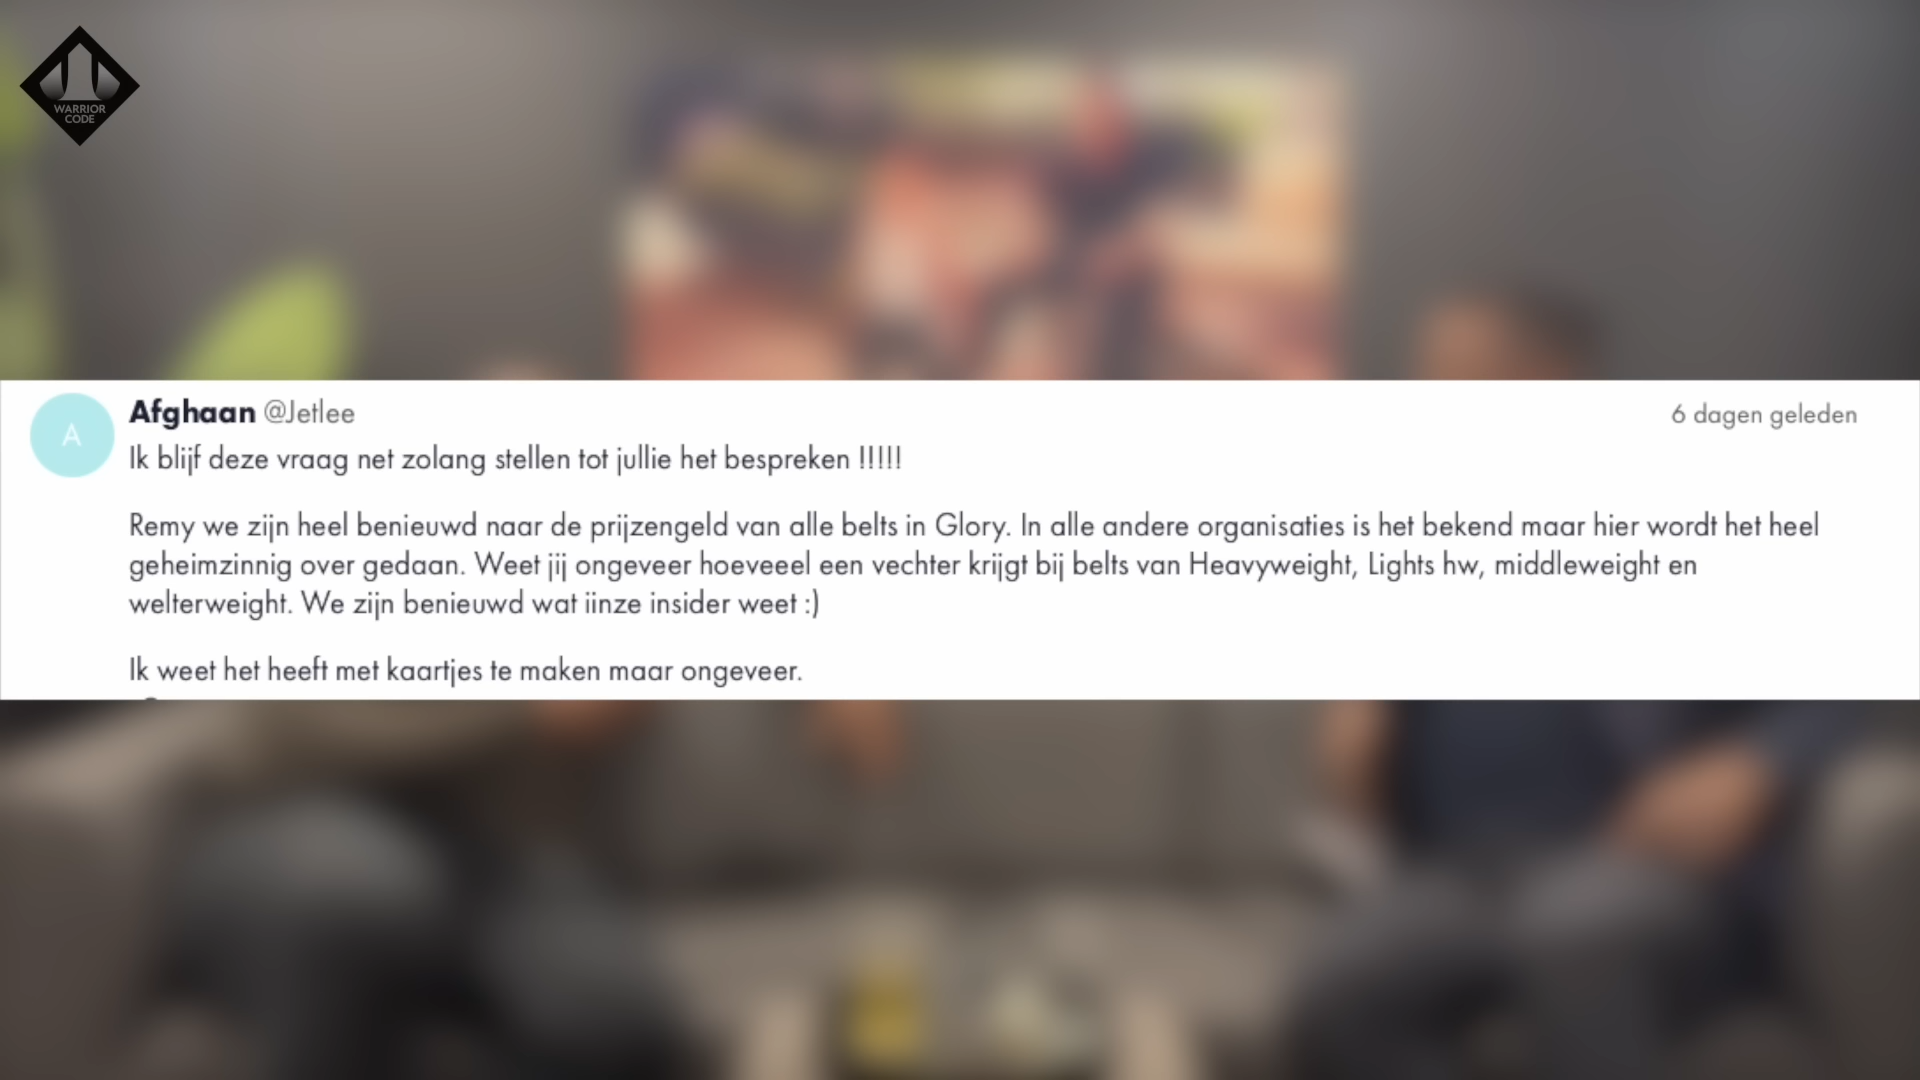 WARRIOR
CODE
Afghaan @Jetlee
6 dagen geleden
A
Ik blijf deze vraag net zolang stellen tot jullie het bespreken !!!!!
Remy we zijn heel benieuwd naar de prijzengeld van alle belts in Glory. In alle andere organisaties is het bekend maar hier wordt het heel
geheimzinnig over gedaan. Weet jij ongeveer hoeveeel een vechter krijgt bij belts van Heavyweight, Lights hw, middleweight en
welterweight. We zijn benieuwd wat iinze insider weet :)
Ik weet het heeft met kaartjes te maken maar ongeveer.